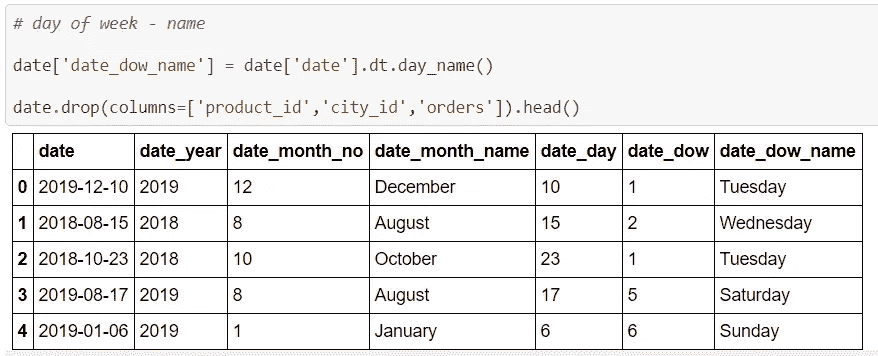 # day of week - name
date['date_dow_name'] = date['date'].dt.day_name()
date.drop(columns=['product_id','city_id','orders']).head()
date date_year date_month_no date_month_name date_day date_dow date_dow_name
0 2019-12-10 2019 12 December 10 1 Tuesday
1 2018-08-15 2018 8 August 15 2 Wednesday
2 2018-10-23 2018 10 October 23 1 Tuesday
3 2019-08-17 2019 8 August 17 5 Saturday
4 2019-01-06 2019 1 January 6 6 Sunday